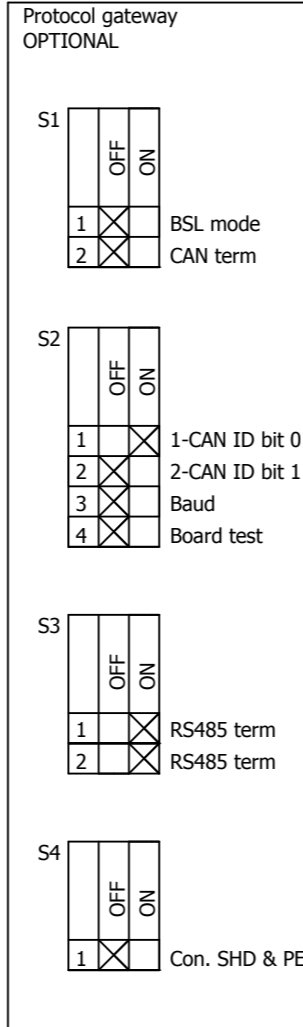 Protocol gateway
OPTIONAL
S1
OFF ON
1 BSL mode
2 CAN term
S2
OFF ON
1 1-CAN ID bit 0
2 2-CAN ID bit 1
3 Baud
4 Board test
S3
OFF ON
1 RS485 term
2 RS485 term
S4
OFF ON
1 Con. SHD & PE